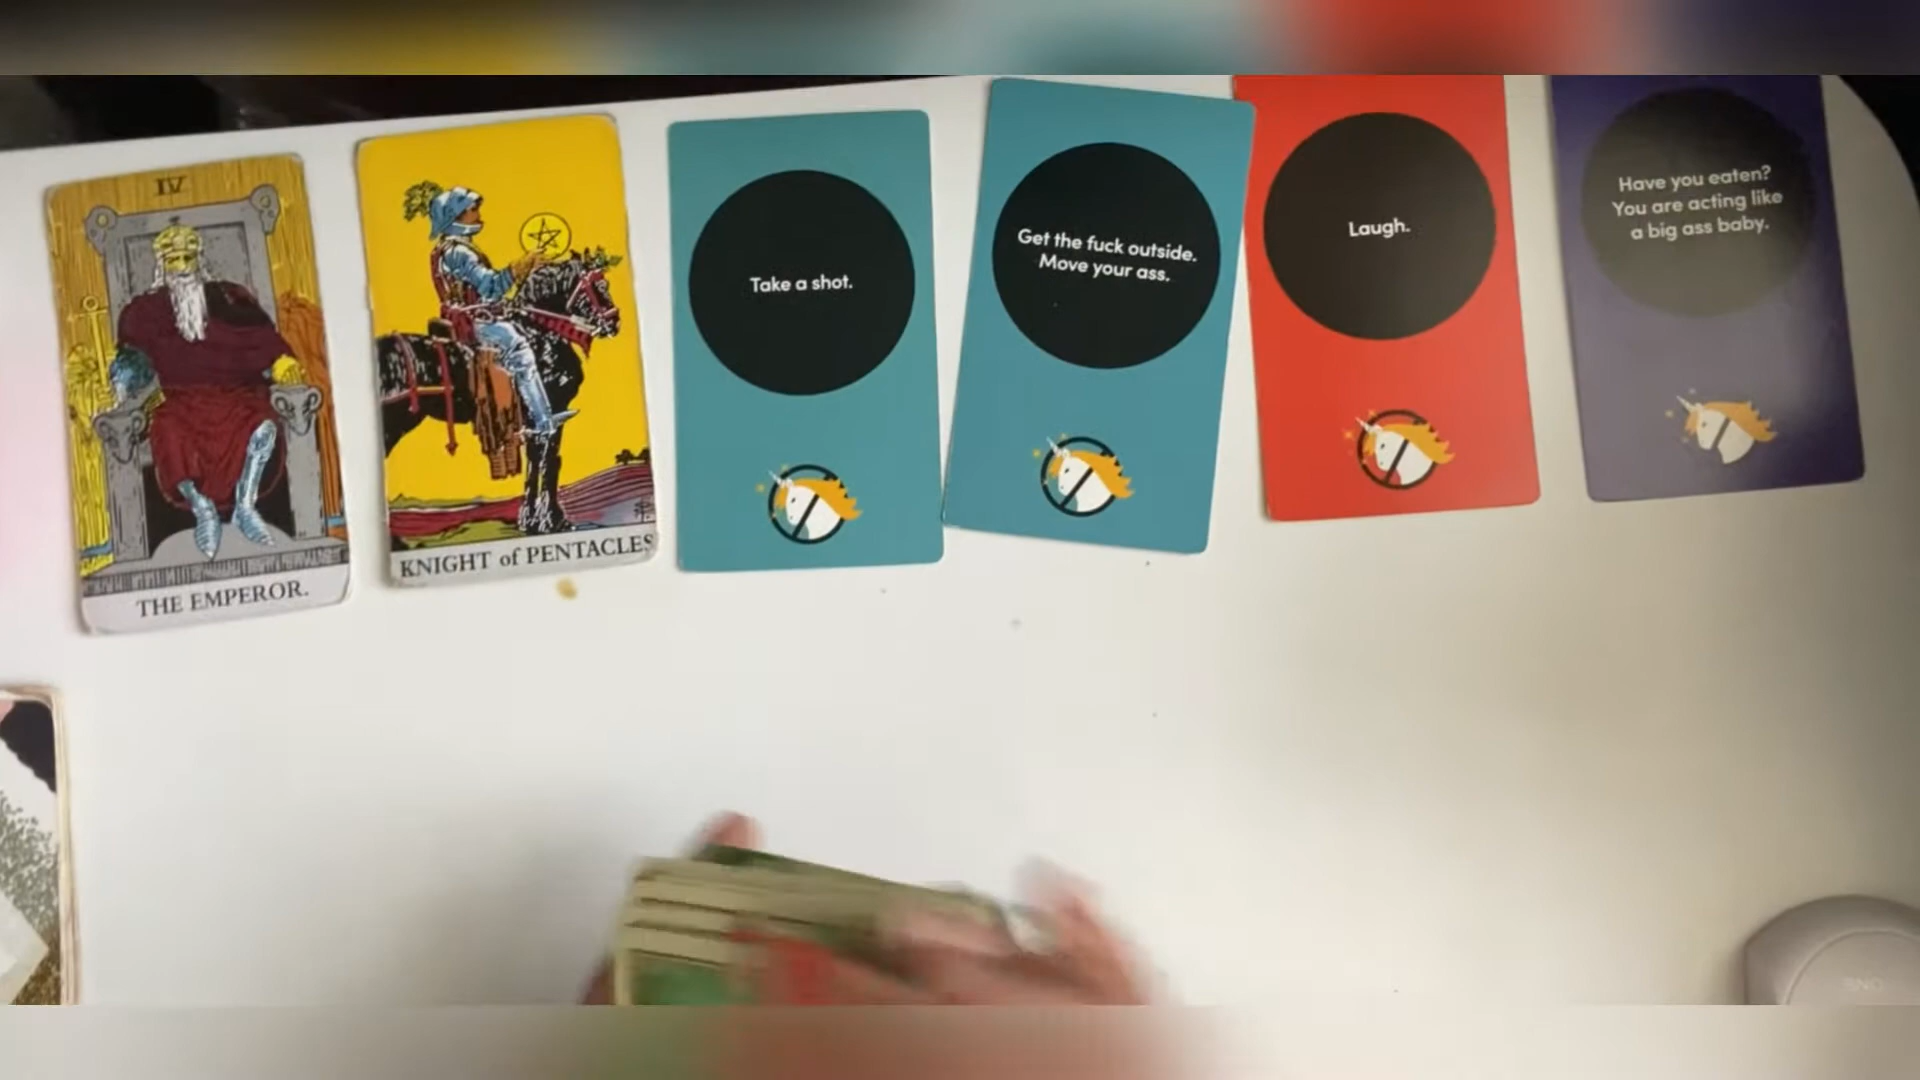 IV
THE EMPEROR.
KNIGHT of PENTACLES
Take a shot.
Get the fuck outside.
Move your ass.
Laugh.
Have you eaten?
You are acting like
a big ass baby.